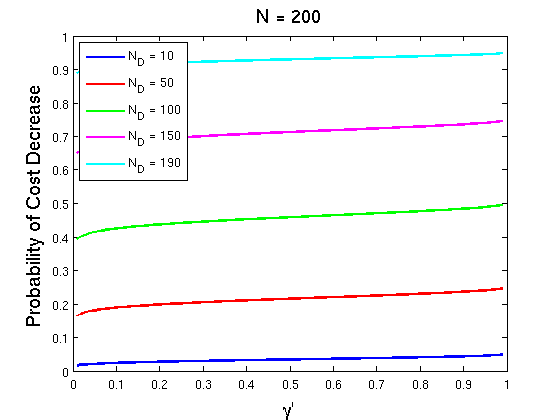 N = 200
Probability of Cost Decrease
1
0.9
0.8
0.7
0.6
0.5
0.4
0.3
0.2
0.1
0
N_D = 10
N_D = 50
N_D = 100
N_D = 150
N_D = 190
0 0.1 0.2 0.3 0.4 0.5 0.6 0.7 0.8 0.9 1
γ'